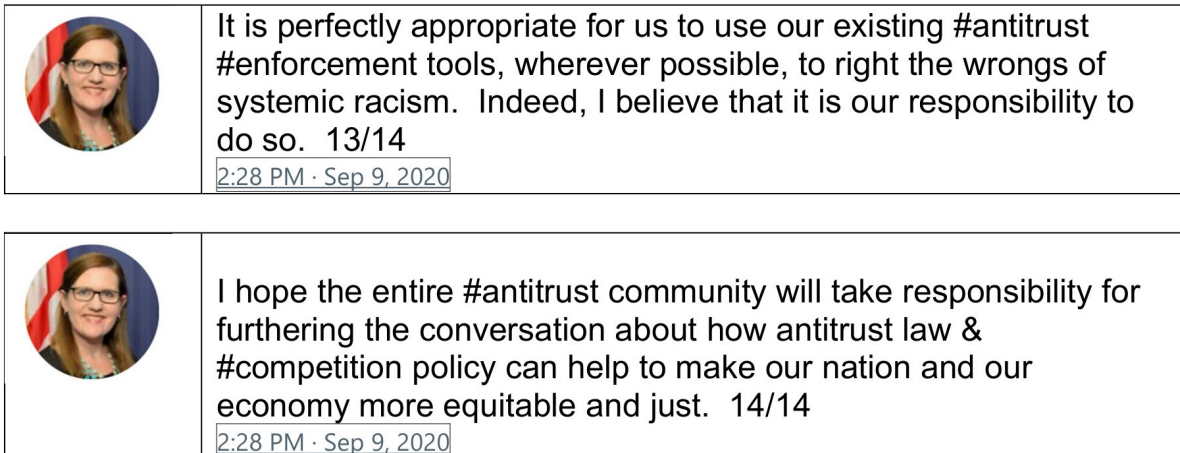 It is perfectly appropriate for us to use our existing #antitrust
#enforcement tools, wherever possible, to right the wrongs of
systemic racism.  Indeed, I believe that it is our responsibility to
do so.  13/14
2:28 PM · Sep 9, 2020
I hope the entire #antitrust community will take responsibility for
furthering the conversation about how antitrust law &
#competition policy can help to make our nation and our
economy more equitable and just.  14/14
2:28 PM · Sep 9, 2020